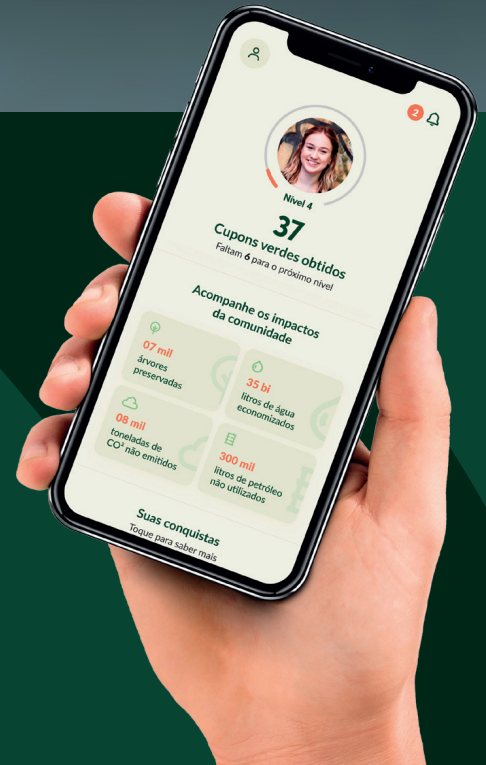 2
Nível 4
37
Cupons verdes obtidos
Faltam 6 para o próximo nível
Acompanhe os impactos
da comunidade
07 mil
árvores
preservadas
35 bi
litros de água
economizados
08 mil
toneladas de
CO² não emitidos
300 mil
litros de petróleo
não utilizados
Suas conquistas
Toque para saber mais